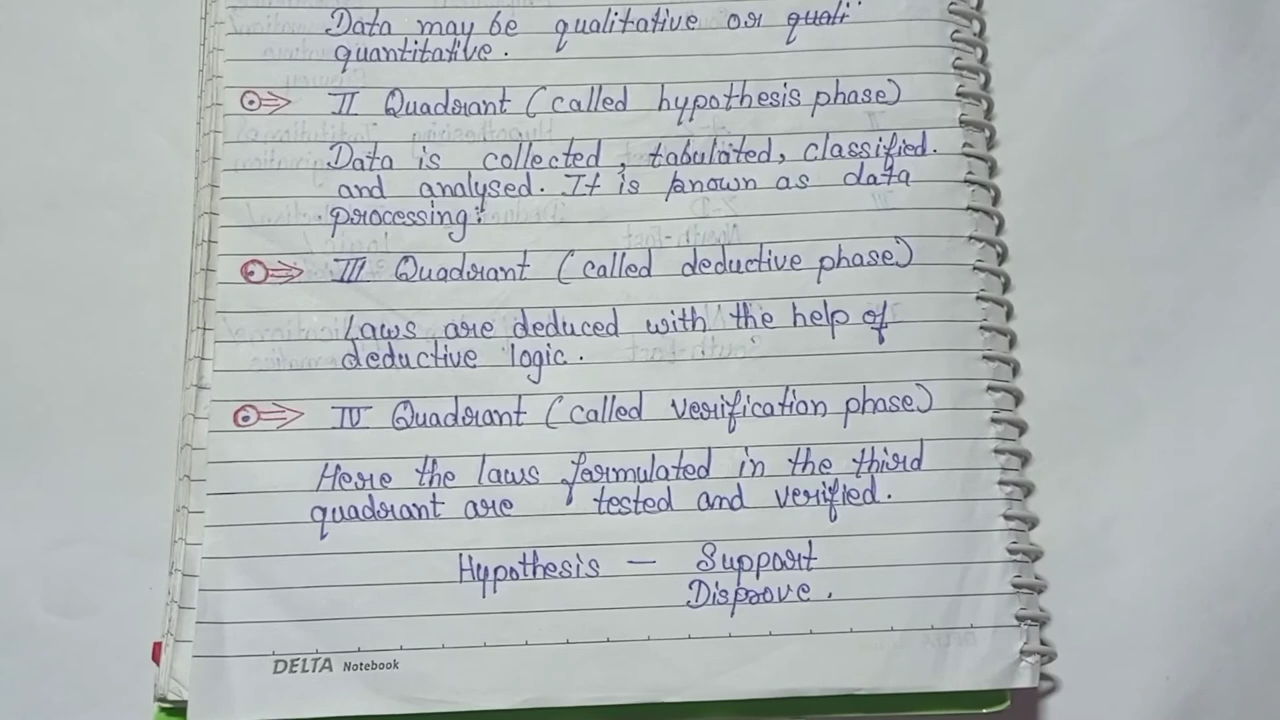 Data may be qualitative or quali
quantitative.
II Quadrant (called hypothesis phase)
Data is collected, tabulated, classified.
and analysed. It is known as data
processing:
III Quadrant (called deductive phase)
Laws are deduced with the help of
deductive logic.
IV Quadrant (called verification phase)
Here the laws formulated in the third
quadrant are tested and verified.
Hypothesis — Support
Disprove.
DELTA Notebook